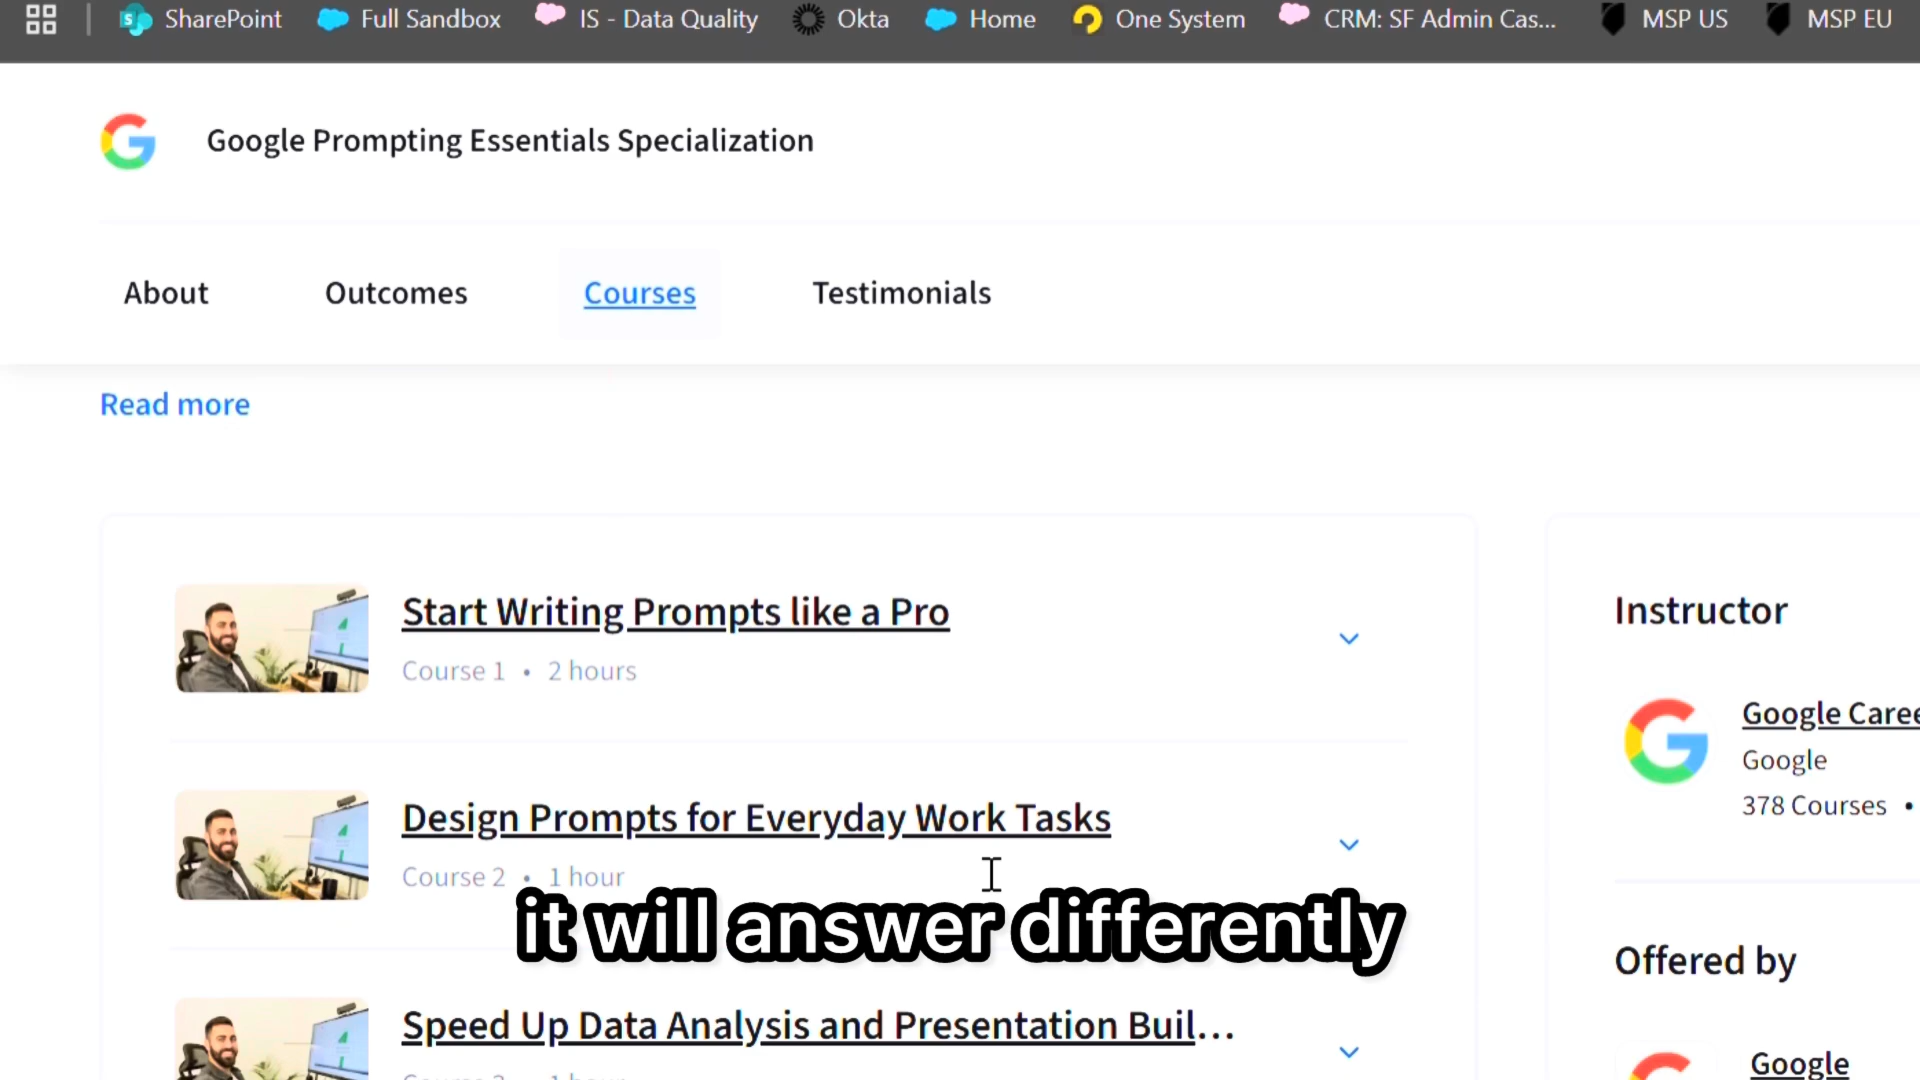 SharePoint Full Sandbox IS - Data Quality Okta Home One System CRM: SF Admin Cas... MSP US MSP EU
Google Prompting Essentials Specialization
About Outcomes Courses Testimonials
Read more
Start Writing Prompts like a Pro
Course 1 • 2 hours
Design Prompts for Everyday Work Tasks
Course 2 • 1 hour
it will answer differently
Speed Up Data Analysis and Presentation Buil...
Instructor
Google Caree
Google
378 Courses •
Offered by
Google